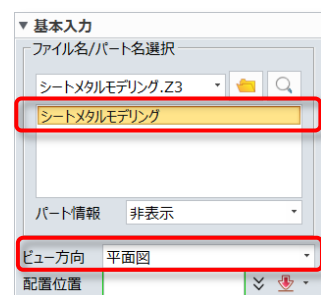 ▼ 基本入力
ファイル名/パート名選択
シートメタルモデリング.Z3
シートメタルモデリング
パート情報 非表示
ビュー方向 平面図
配置位置